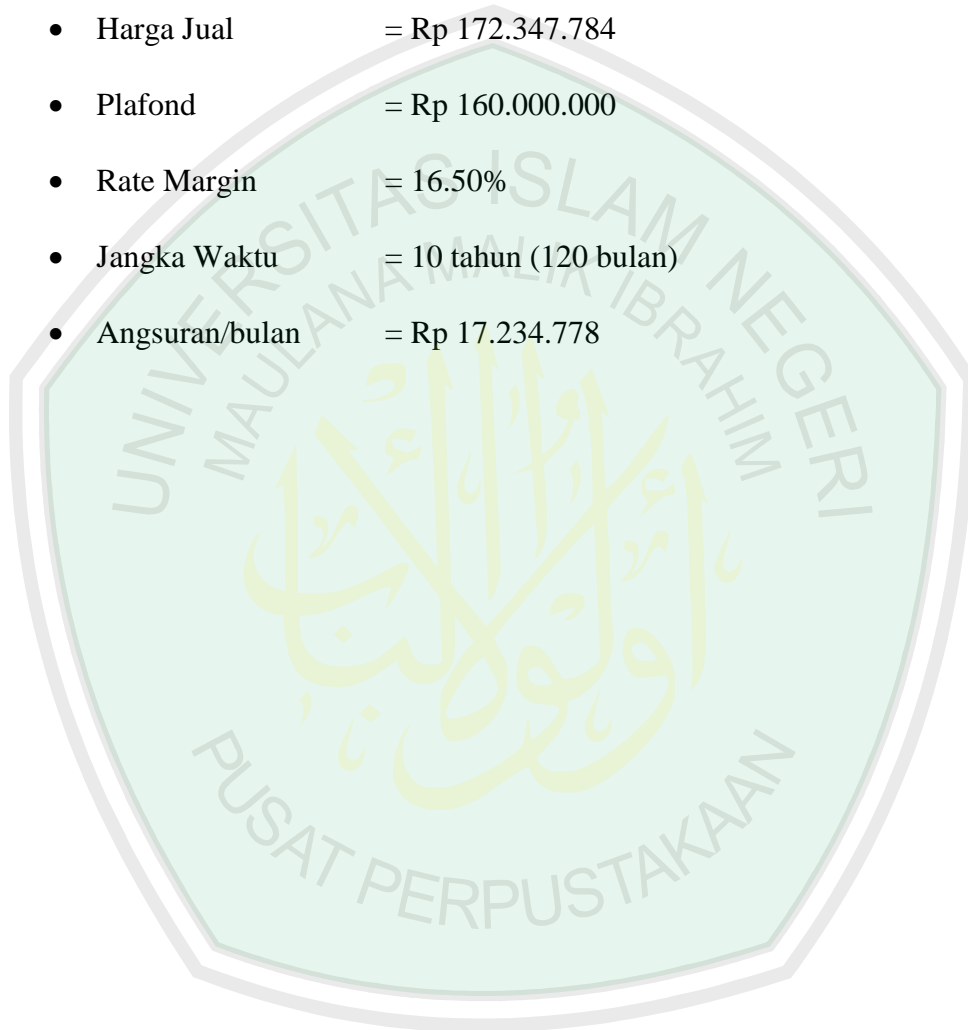 • Harga Jual = Rp 172.347.784
• Plafond = Rp 160.000.000
• Rate Margin = 16.50%
• Jangka Waktu = 10 tahun (120 bulan)
• Angsuran/bulan = Rp 17.234.778
UNIVERSITAS ISLAM NEGERI
MAULANA MALIK IBRAHIM
PUSAT PERPUSTAKAAN